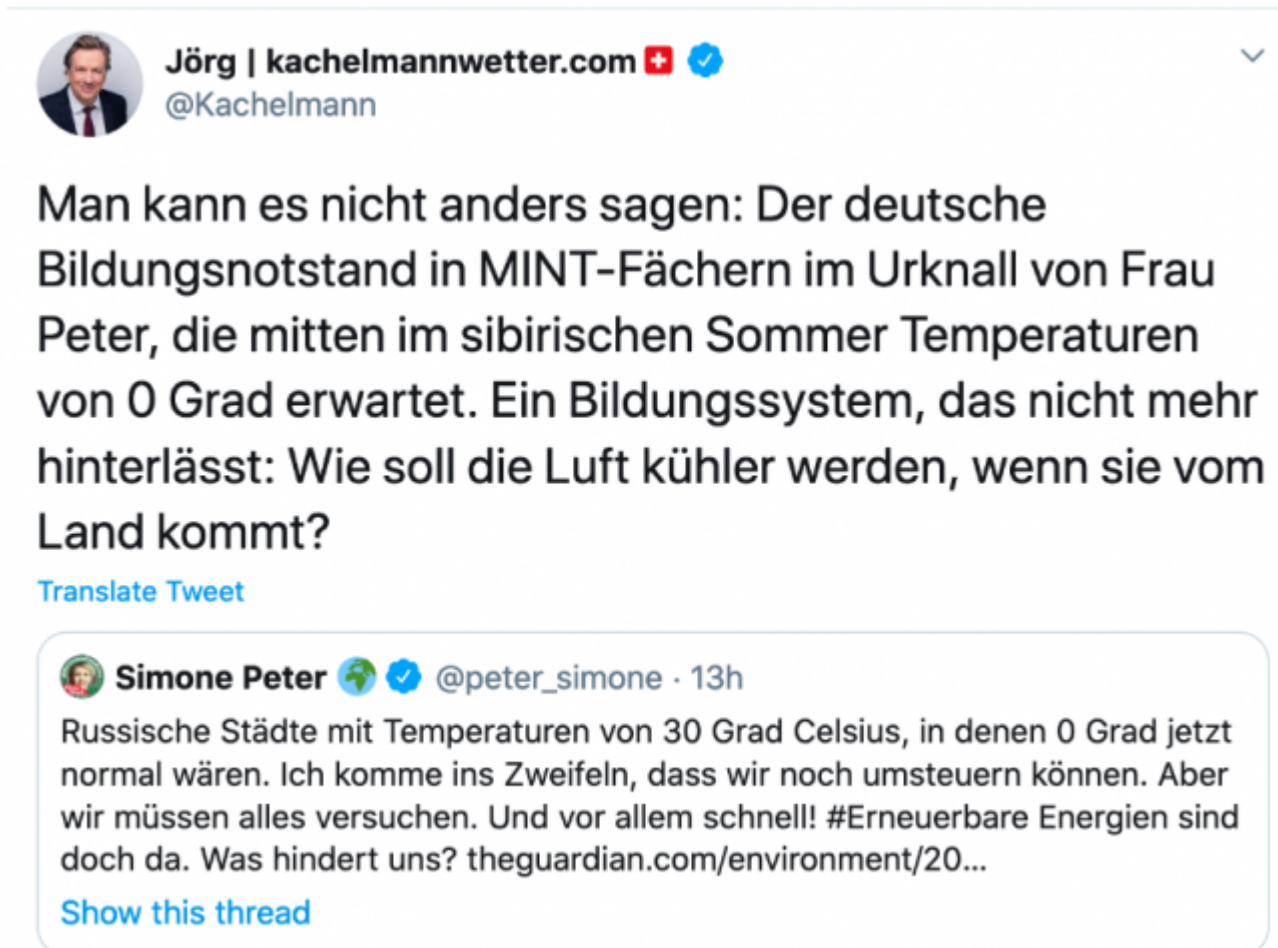 Jörg | kachelmannwetter.com
@Kachelmann
Man kann es nicht anders sagen: Der deutsche
Bildungsnotstand in MINT-Fächern im Urknall von Frau
Peter, die mitten im sibirischen Sommer Temperaturen
von 0 Grad erwartet. Ein Bildungssystem, das nicht mehr
hinterlässt: Wie soll die Luft kühler werden, wenn sie vom
Land kommt?
Translate Tweet
Simone Peter @peter_simone · 13h
Russische Städte mit Temperaturen von 30 Grad Celsius, in denen 0 Grad jetzt
normal wären. Ich komme ins Zweifeln, dass wir noch umsteuern können. Aber
wir müssen alles versuchen. Und vor allem schnell! #Erneuerbare Energien sind
doch da. Was hindert uns? theguardian.com/environment/20...
Show this thread